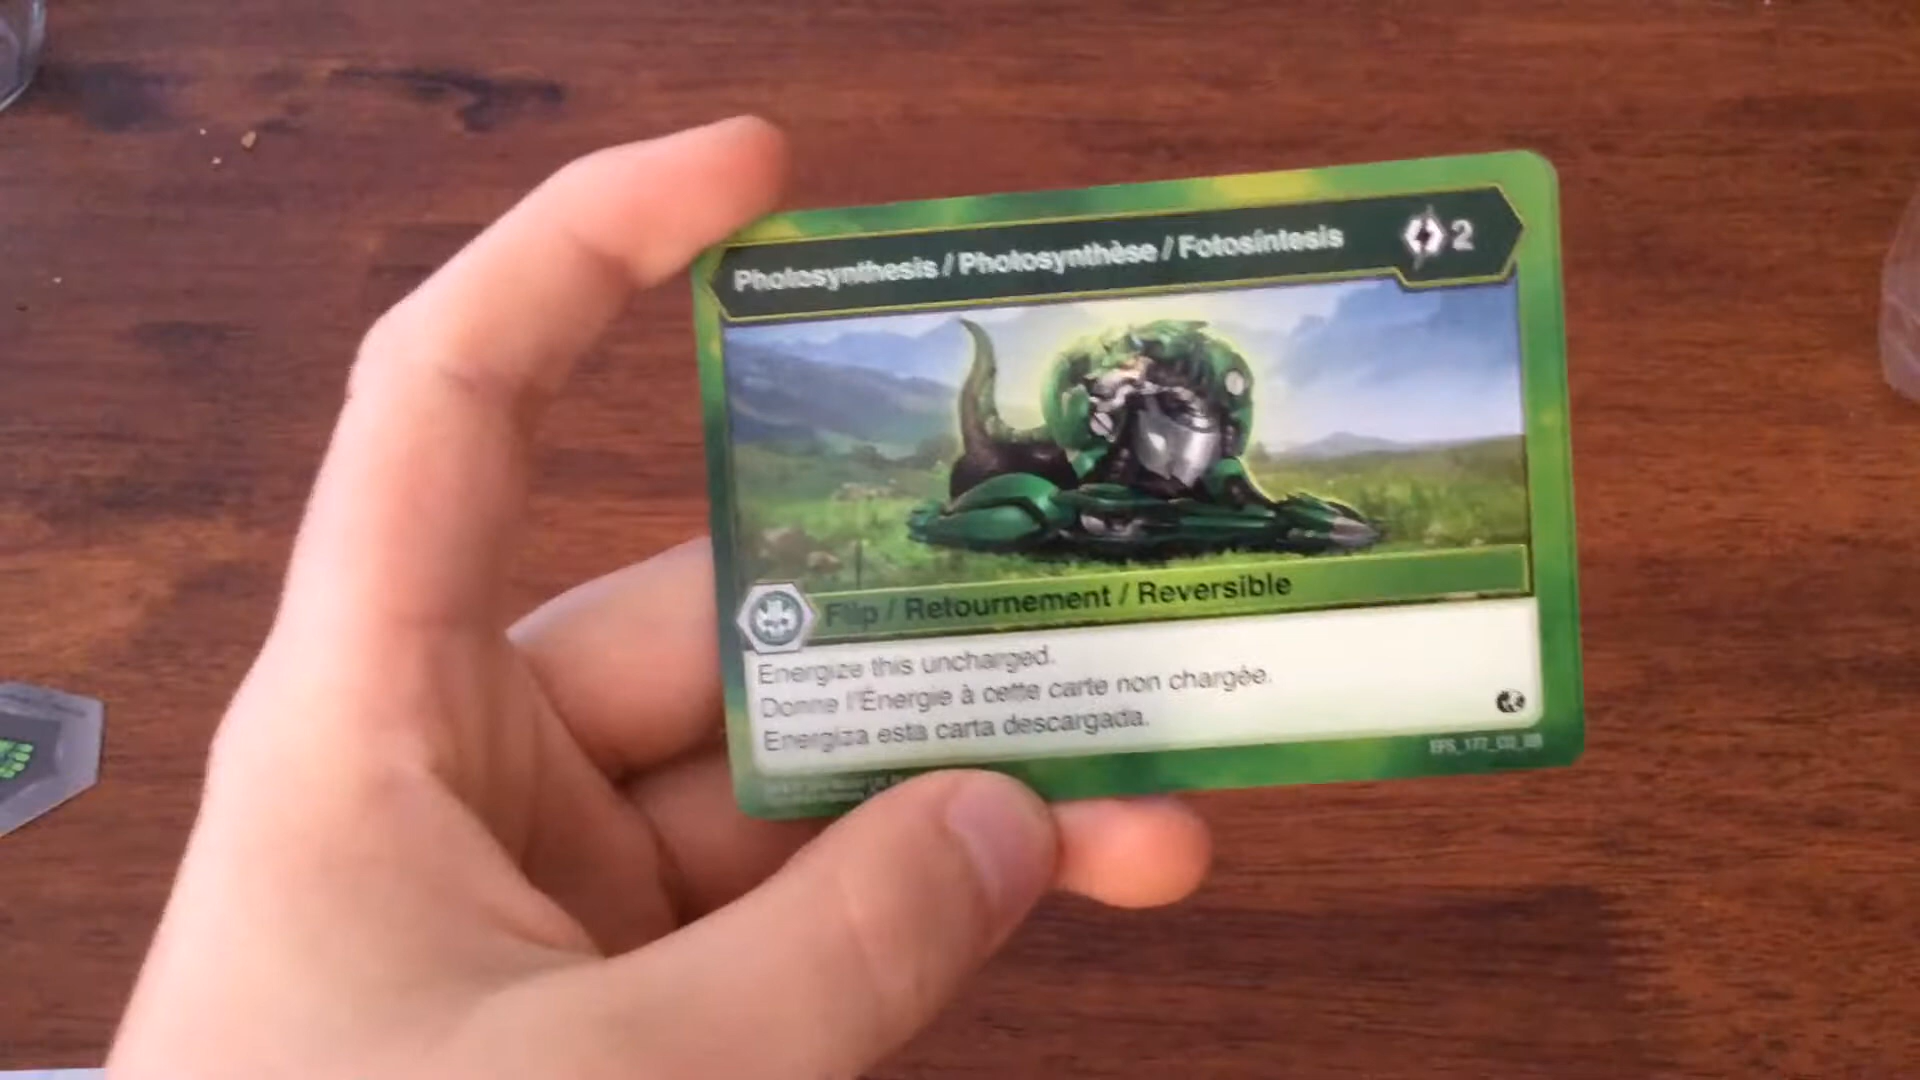 Photosynthesis / Photosynthèse / Fotosíntesis
2
Flip / Retournement / Reversible
Energize this uncharged.
Donne l'Énergie à cette carte non chargée.
Energiza esta carta descargada.